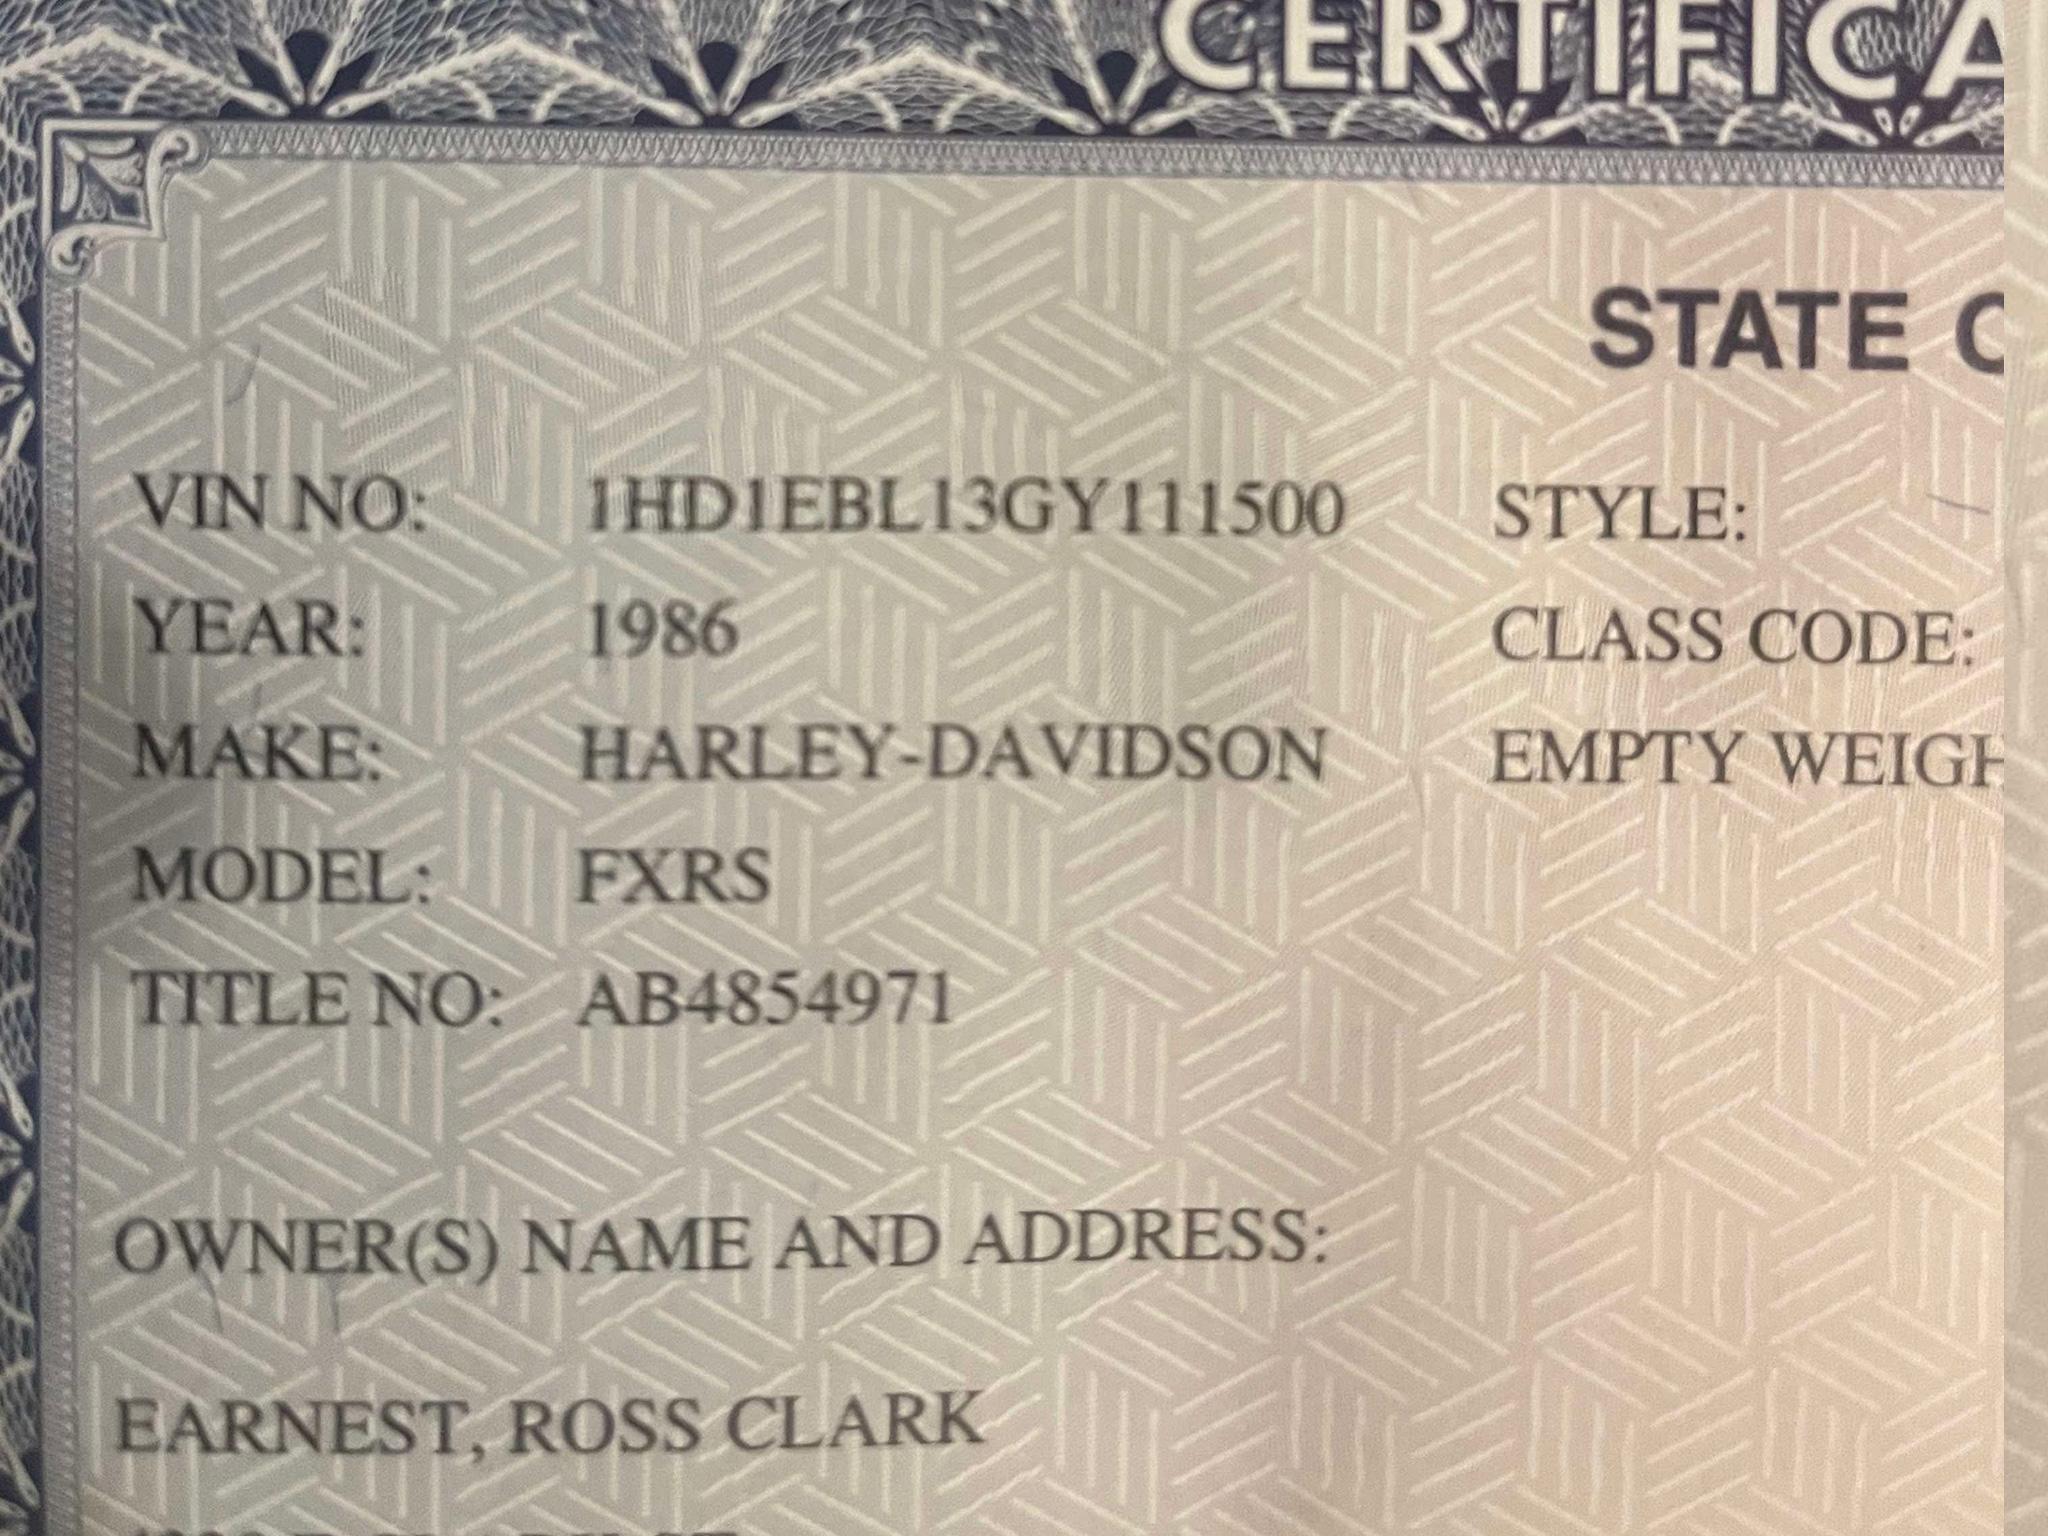 CERTIFICA
STATE O
VIN NO: 1HD1EBL13GY111500 STYLE:
YEAR: 1986 CLASS CODE:
MAKE: HARLEY-DAVIDSON EMPTY WEIGH
MODEL: FXRS
TITLE NO: AB4854971
OWNER(S) NAME AND ADDRESS:
EARNEST, ROSS CLARK